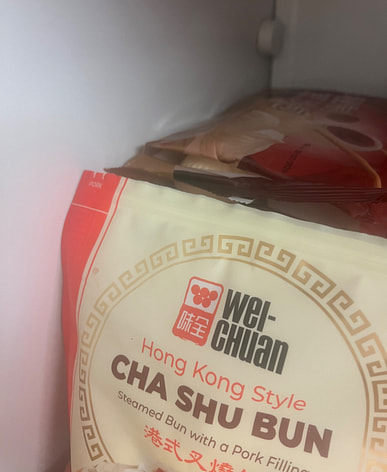 味全
WEI-
CHUAN
Hong Kong Style
CHA SHU BUN
Steamed Bun with a Pork Filling
港式叉燒